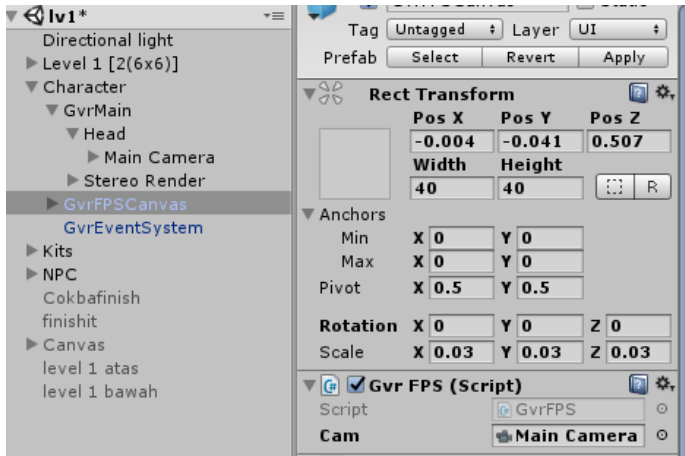 lv1*
Directional light
Level 1 [2(6x6)]
Character
GvrMain
Head
Main Camera
Stereo Render
GvrFPSCanvas
GvrEventSystem
Kits
NPC
Cokbafinish
finishit
Canvas
level 1 atas
level 1 bawah
Tag Untagged Layer UI
Prefab Select Revert Apply
Rect Transform
Pos X Pos Y Pos Z
-0.004 -0.041 0.507
Width Height
40 40 R
Anchors
Min X 0 Y 0
Max X 0 Y 0
Pivot X 0.5 Y 0.5
Rotation X 0 Y 0 Z 0
Scale X 0.03 Y 0.03 Z 0.03
Gvr FPS (Script)
Script GvrFPS
Cam Main Camera